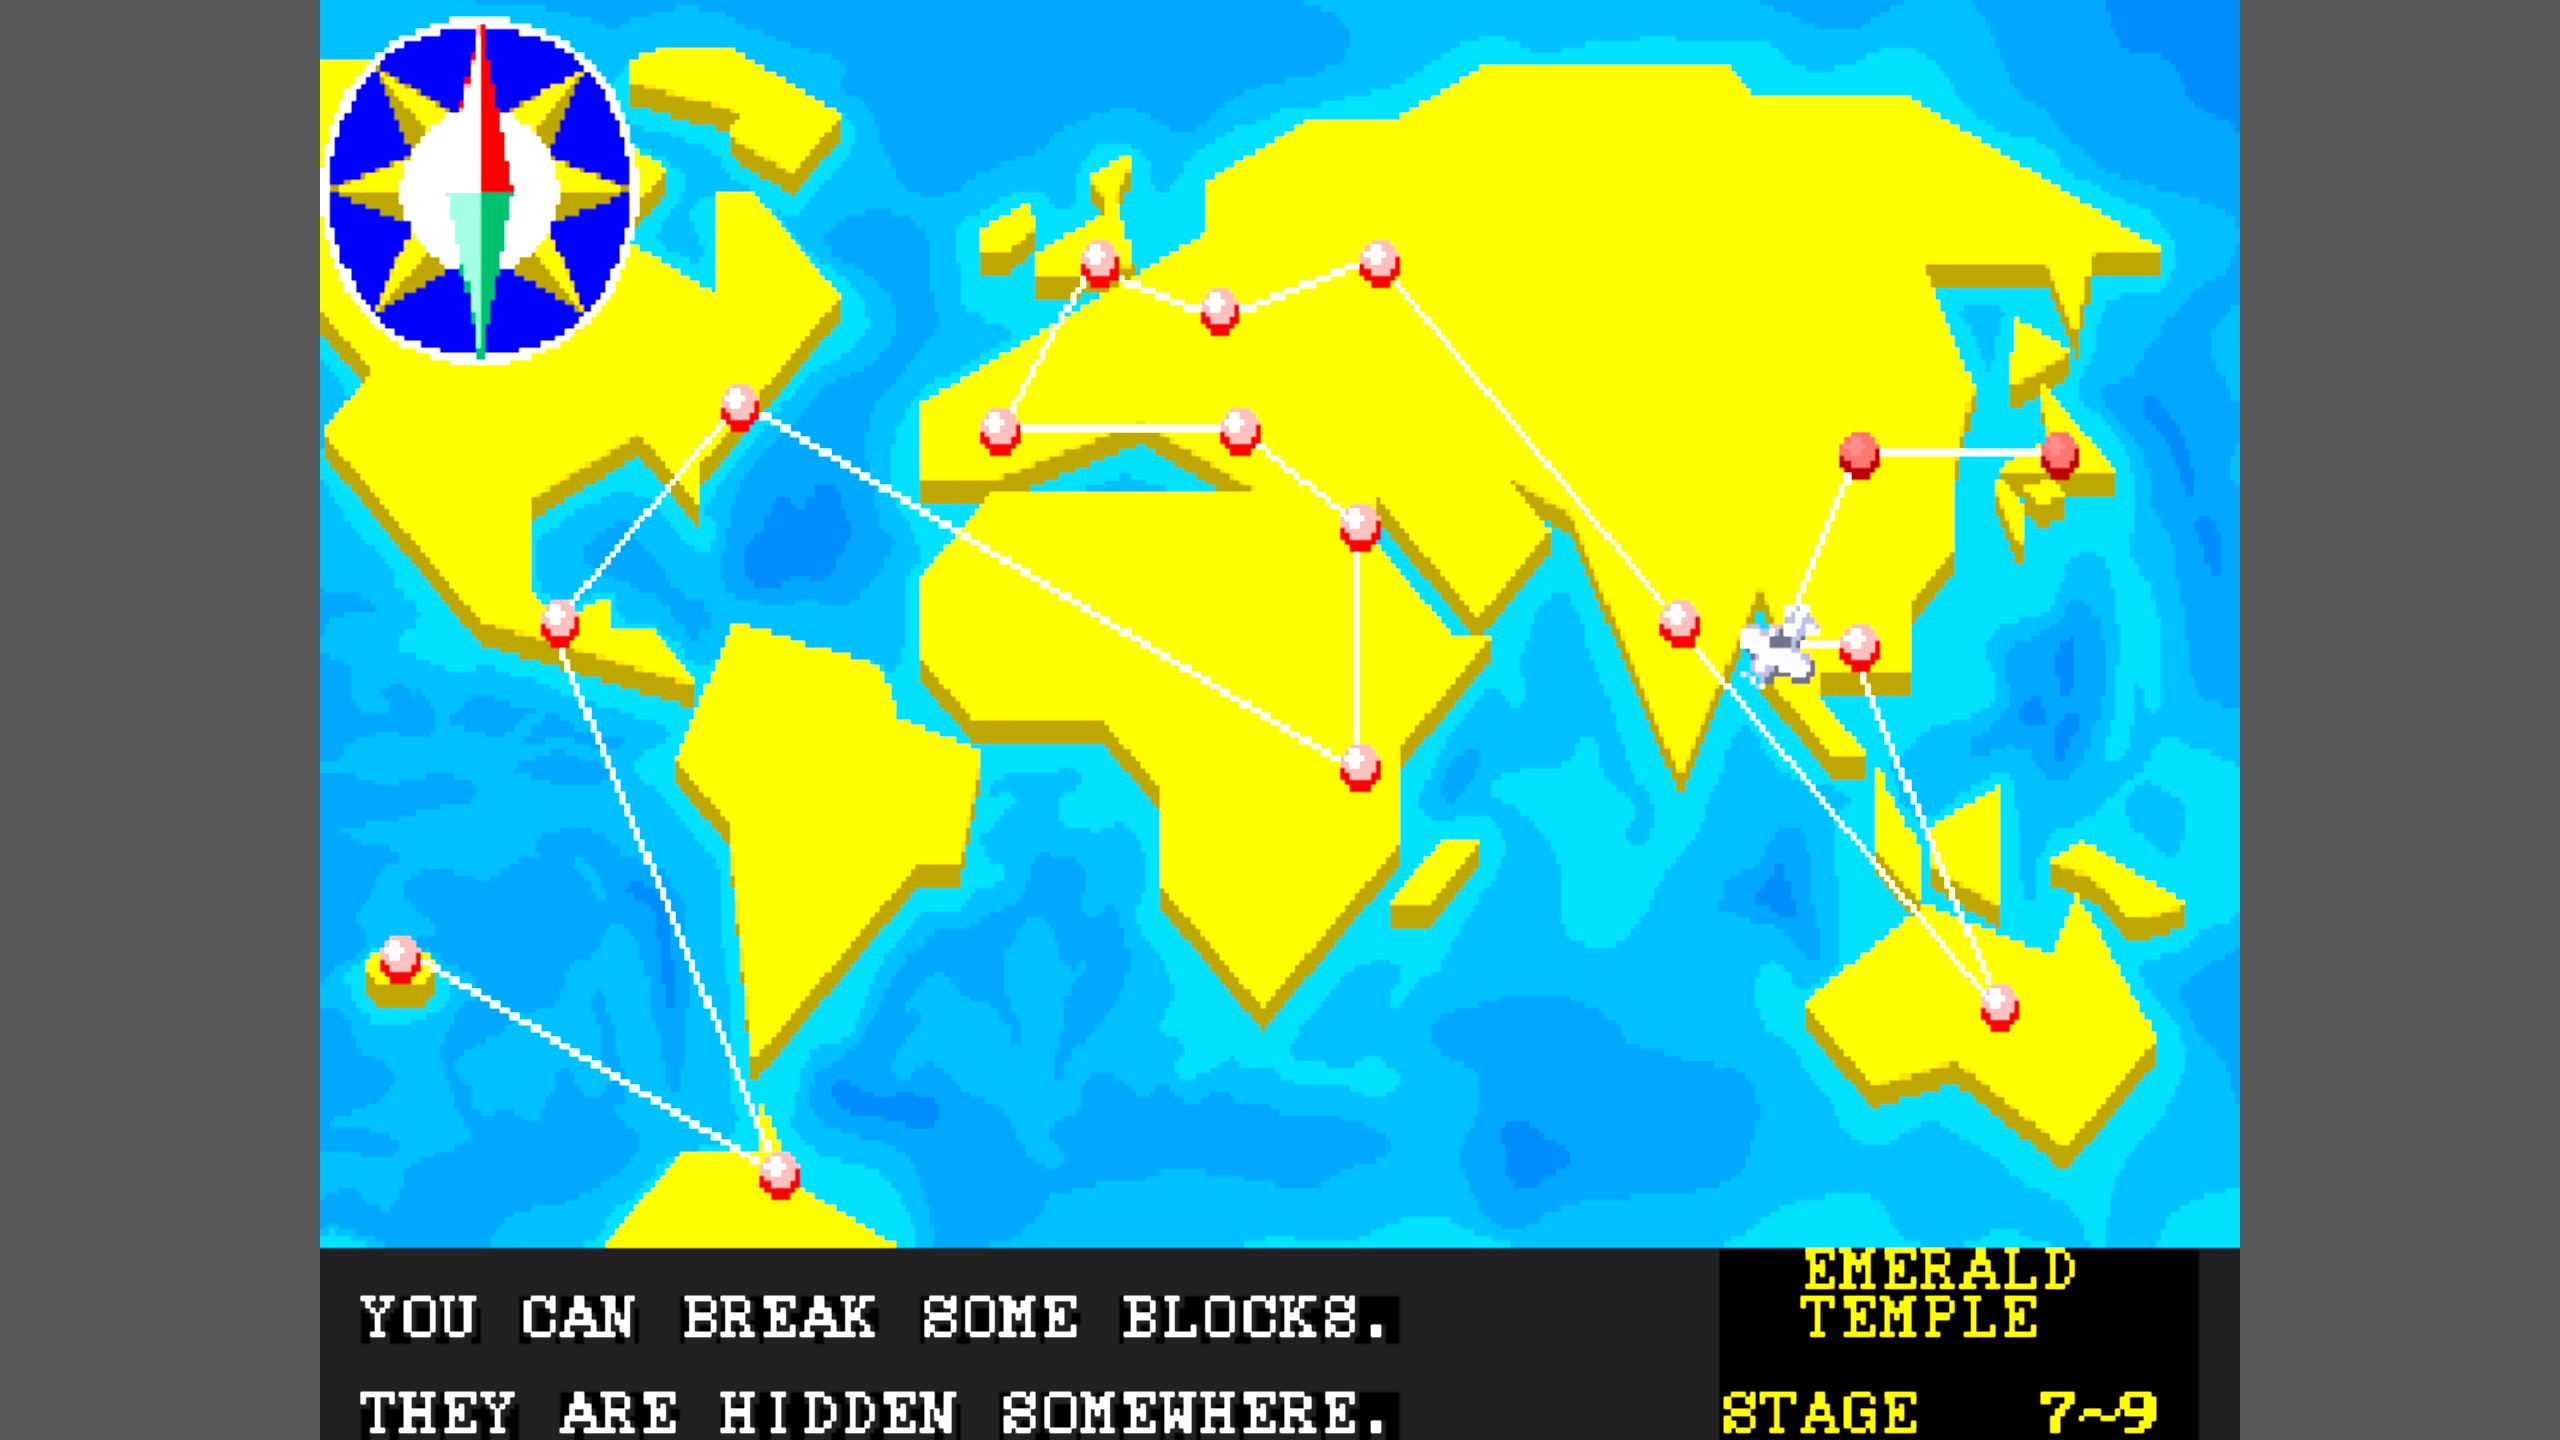 YOU CAN BREAK SOME BLOCKS.
THEY ARE HIDDEN SOMEWHERE.
EMERALD
TEMPLE
STAGE 7~9